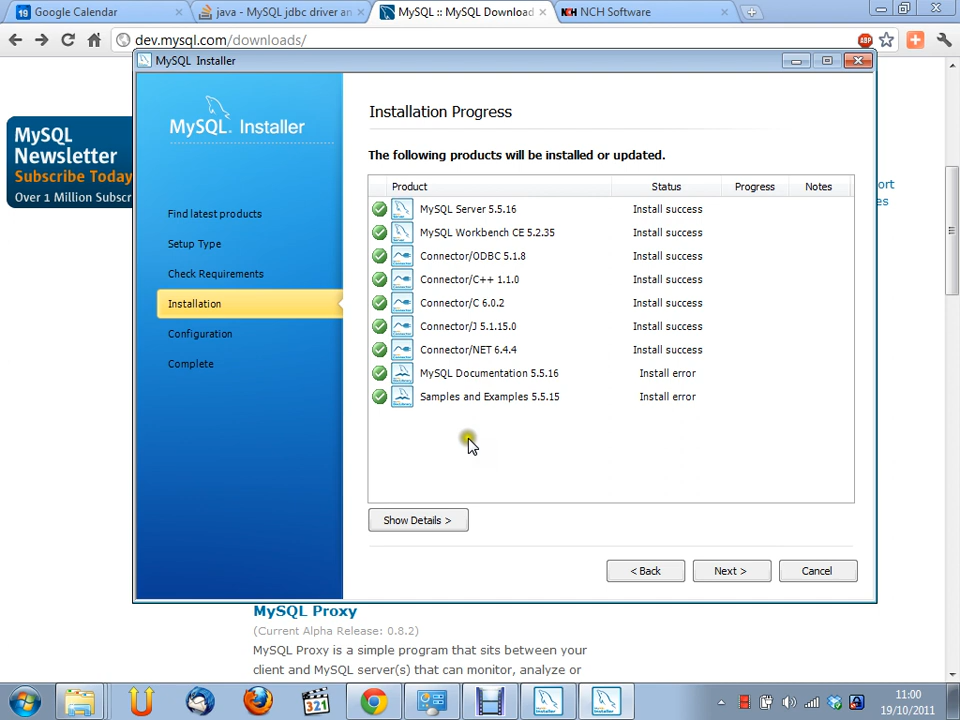 Google Calendar
java - MySQL jdbc driver an
MySQL :: MySQL Download
NCH Software
dev.mysql.com/downloads/
MySQL Installer
MySQL
Newsletter
Subscribe Today
Over 1 Million Subscr
MySQL Installer
Find latest products
Setup Type
Check Requirements
Installation
Configuration
Complete
Installation Progress
The following products will be installed or updated.
Product Status Progress Notes
MySQL Server 5.5.16 Install success
MySQL Workbench CE 5.2.35 Install success
Connector/ODBC 5.1.8 Install success
Connector/C++ 1.1.0 Install success
Connector/C 6.0.2 Install success
Connector/J 5.1.15.0 Install success
Connector/NET 6.4.4 Install success
MySQL Documentation 5.5.16 Install error
Samples and Examples 5.5.15 Install error
Show Details >
< Back Next > Cancel
MySQL Proxy
(Current Alpha Release: 0.8.2)
MySQL Proxy is a simple program that sits between your
client and MySQL server(s) that can monitor, analyze or
11:00
19/10/2011